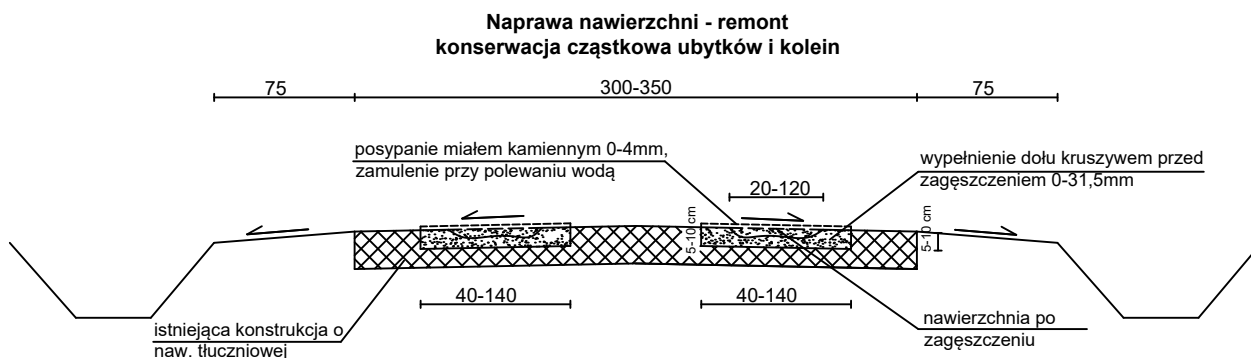 Naprawa nawierzchni - remont
konserwacja cząstkowa ubytków i kolein
75
300-350
75
posypanie miałem kamiennym 0-4mm,
zamulenie przy polewaniu wodą
wypełnienie dołu kruszywem przed
zagęszczeniem 0-31,5mm
20-120
5-10 cm
5-10 cm
40-140
40-140
istniejąca konstrukcja o
naw. tłuczniowej
nawierzchnia po
zagęszczeniu